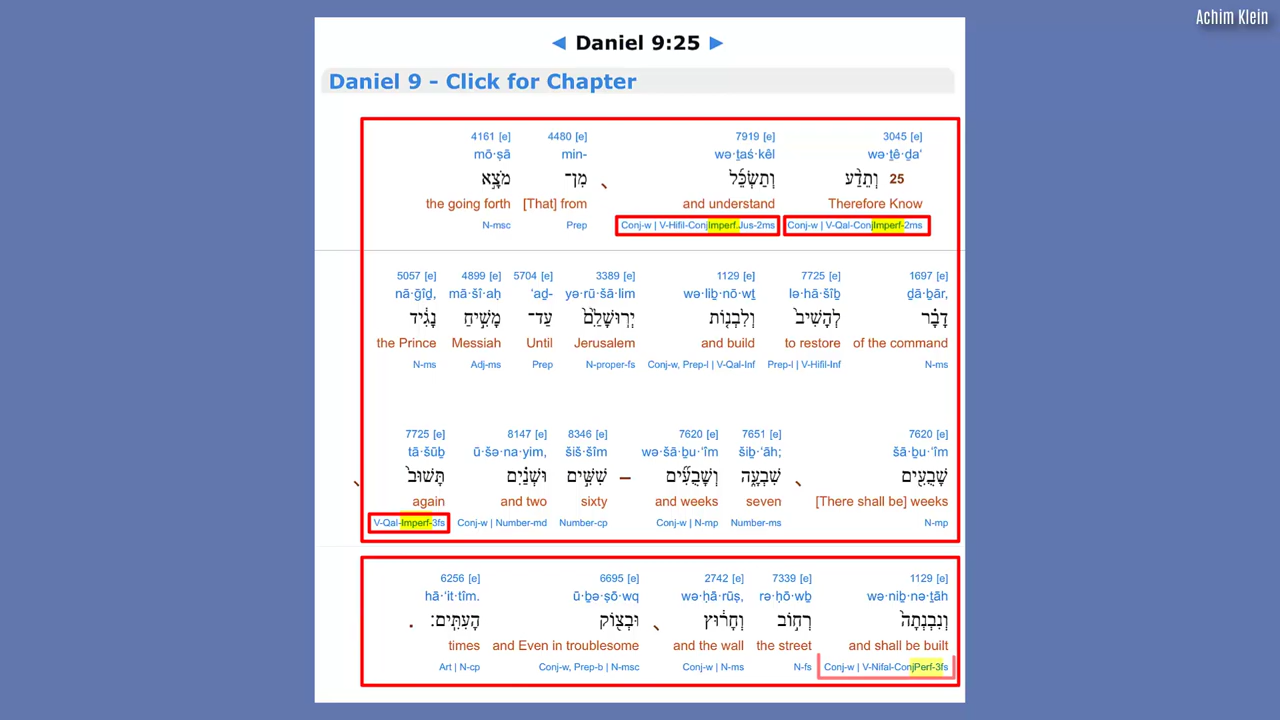 Achim Klein
◄ Daniel 9:25 ►
Daniel 9 - Click for Chapter
4161 [e] 4480 [e] 7919 [e] 3045 [e]
mō·ṣā min- wə·ṯaś·kêl wə·ṯê·ḏa‘
25 וְתֵדַ֨ע וְתַשְׂכֵּ֜ל 、 מִן־ מֹצָ֣א
the going forth [That] from and understand Therefore Know
N-msc Prep Conj-w | V-Hifil-ConjImperf.Jus-2ms Conj-w | V-Qal-ConjImperf-2ms
5057 [e] 4899 [e] 5704 [e] 3389 [e] 1129 [e] 7725 [e] 1697 [e]
nā·ḡîḏ, mā·šî·aḥ ‘aḏ- yə·rū·šā·lim wə·liḇ·nō·wṯ lə·hā·šîḇ ḏā·ḇār,
דָבָ֗ר לְהָשִׁיב֙ וְלִבְנ֤וֹת יְרֽוּשָׁלִַ֙ם֙ עַד־ מָשִׁ֣יחַ נָגִ֔יד
the Prince Messiah Until Jerusalem and build to restore of the command
N-ms Adj-ms Prep N-proper-fs Conj-w, Prep-l | V-Qal-Inf Prep-l | V-Hifil-Inf N-ms
7725 [e] 8147 [e] 8346 [e] 7620 [e] 7651 [e] 7620 [e]
tā·šūḇ ū·šə·na·yim, šiš·šîm wə·šā·ḇu·‘îm šiḇ·‘āh; šā·ḇu·‘îm
שָׁבֻעִ֖ים 、 שִׁבְעָ֑ה וְשָׁבֻעִ֞ים – שִׁשִּׁ֣ים וּשְׁנַ֗יִם תָּשׁוּב֙ 、
again and two sixty and weeks seven [There shall be] weeks
V-Qal-Imperf-3fs Conj-w | Number-md Number-cp Conj-w | N-mp Number-ms N-mp
6256 [e] 6695 [e] 2742 [e] 7339 [e] 1129 [e]
hā·‘it·tîm. ū·ḇə·ṣō·wq wə·ḥā·rūṣ, rə·ḥō·wḇ wə·niḇ·nə·ṯāh
וְנִבְנְתָה֙ רְח֣וֹב וְחָר֔וּץ 、 וּבְצ֖וֹק הָעִתִּֽים׃ .
times and Even in troublesome and the wall the street and shall be built
Art | N-cp Conj-w, Prep-b | N-msc Conj-w | N-ms N-fs Conj-w | V-Nifal-ConjPerf-3fs